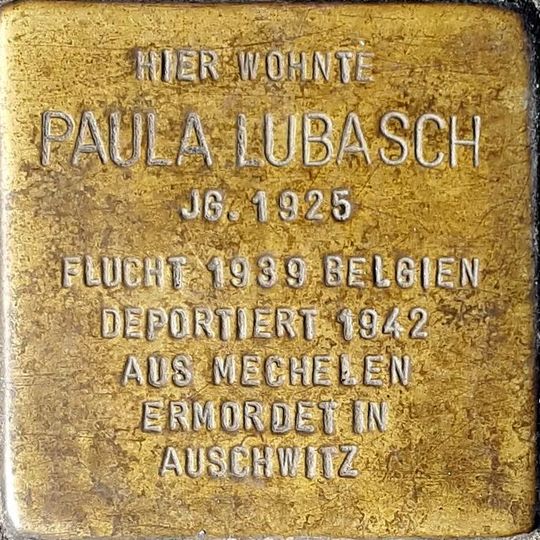 HIER WOHNTE
PAULA LUBASCH
JG. 1925
FLUCHT 1939 BELGIEN
DEPORTIERT 1942
AUS MECHELEN
ERMORDET IN
AUSCHWITZ